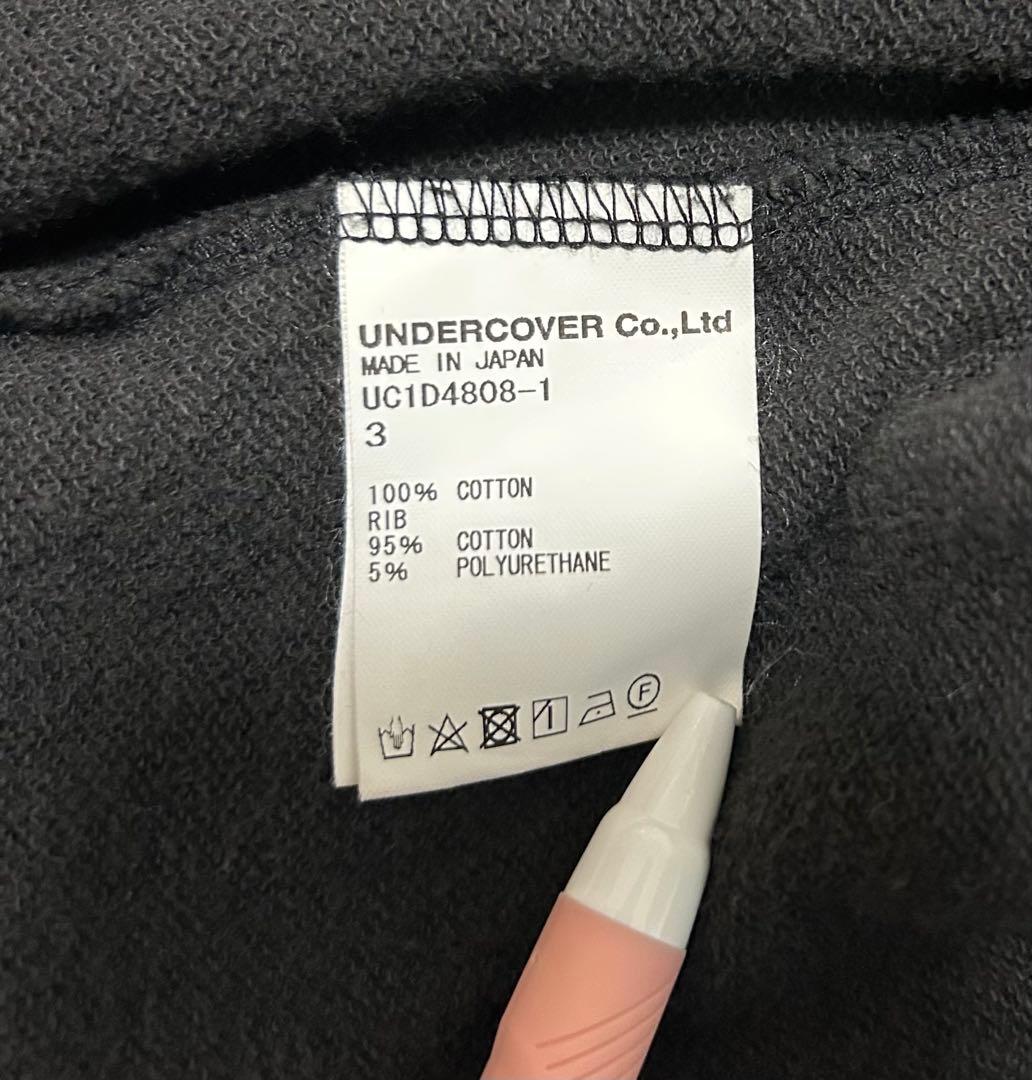 UNDERCOVER Co.,Ltd
MADE IN JAPAN
UC1D4808-1
3
100% COTTON
RIB
95% COTTON
5% POLYURETHANE
F